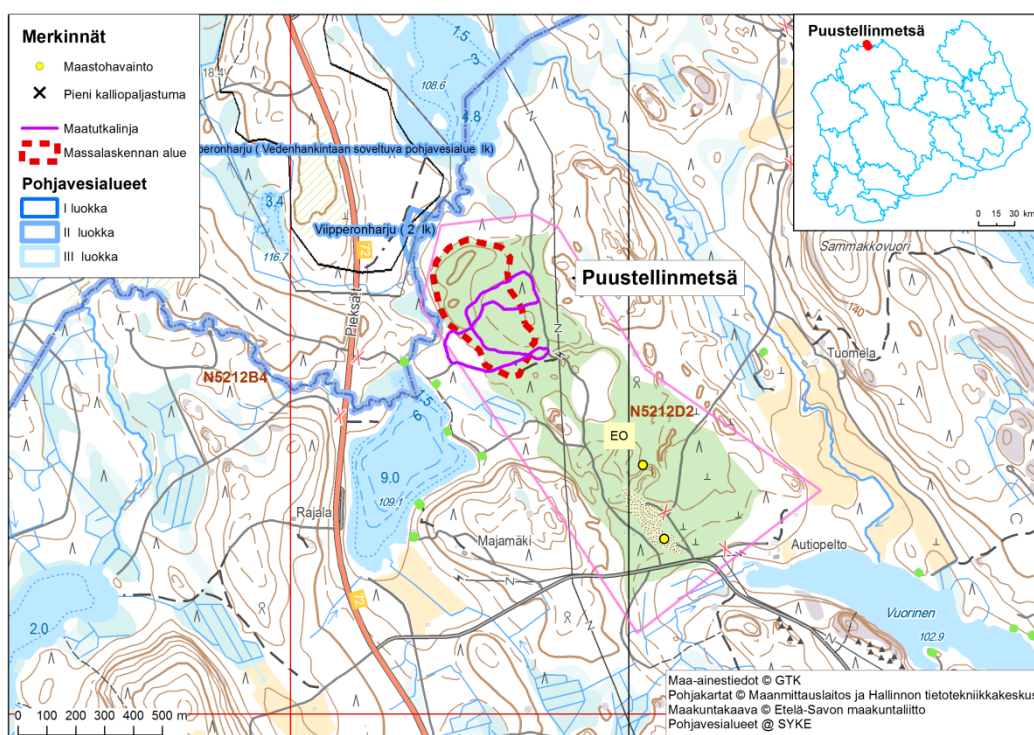 Merkinnät
Maastohavainto
Pieni kalliopaljastuma
Maatutkalinja
Massalaskennan alue
Pohjavesialueet
I luokka
II luokka
III luokka
Puustellinmetsä
0 15 30 km
18.4
108.6
1.5
3
4.8
peronharju ( Vedenhankintaan soveltuva pohjavesialue lk)
3.4
Viipperonharju ( 2 lk)
116.7
72
Sammakkovuori
Puustellinmetsä
140
Pieksä
Tuomela
N5212B4
1.5
6
N5212D2
EO
9.0
109.1
Rajala
Majamäki
Autiopelto
72
2.0
Vuorinen
102.9
Maa-ainestiedot © GTK
Pohjakartat © Maanmittauslaitos ja Hallinnon tietotekniikkakeskus
Maakuntakaava © Etelä-Savon maakuntaliitto
Pohjavesialueet @ SYKE
0 100 200 300 400 500 m